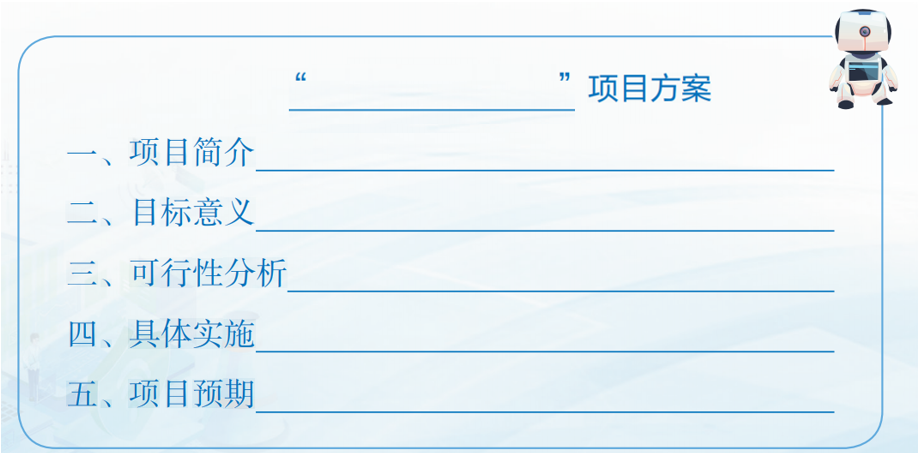 “ ”项目方案
一、项目简介
二、目标意义
三、可行性分析
四、具体实施
五、项目预期